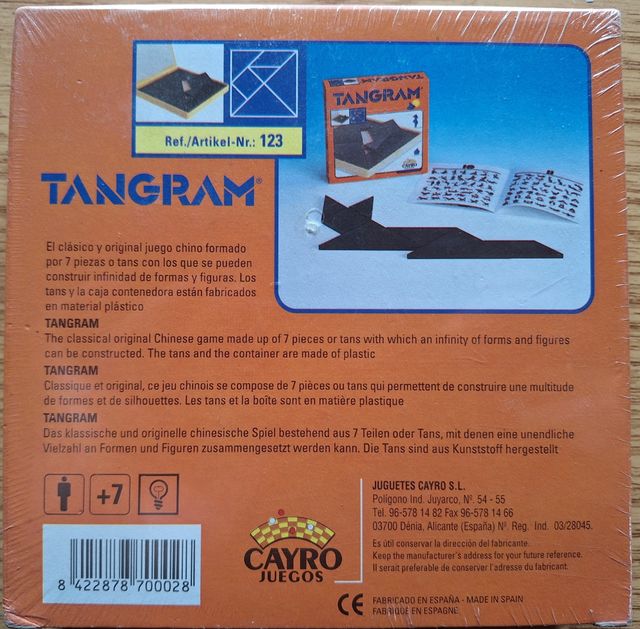 TANGRAM
CAYRO
Ref./Artikel-Nr.: 123
TANGRAM®
El clásico y original juego chino formado
por 7 piezas o tans con los que se pueden
construir infinidad de formas y figuras. Los
tans y la caja contenedora están fabricados
en material plástico
TANGRAM
The classical original Chinese game made up of 7 pieces or tans with which an infinity of forms and figures
can be constructed. The tans and the container are made of plastic
TANGRAM
Classique et original, ce jeu chinois se compose de 7 pièces ou tans qui permettent de construire une multitude
de formes et de silhouettes. Les tans et la boîte sont en matière plastique
TANGRAM
Das klassische und originelle chinesische Spiel bestehend aus 7 Teilen oder Tans, mit denen eine unendliche
Vielzahl an Formen und Figuren zusammengesetzt werden kann. Die Tans sind aus Kunststoff hergestellt
+7
JUGUETES CAYRO S.L.
Polígono Ind. Juyarco, Nº. 54 - 55
Tel. 96-578 14 82 Fax 96-578 14 66
03700 Dénia, Alicante (España) Nº. Reg. Ind. 03/28045.
Es útil conservar la dirección del fabricante.
Keep the manufacturer's address for your future reference.
Il serait preferable de conserver l'adresse du fabricant.
CAYRO
JUEGOS
8 422878 700028
CE
FABRICADO EN ESPAÑA - MADE IN SPAIN
FABRIQUÉ EN ESPAGNE